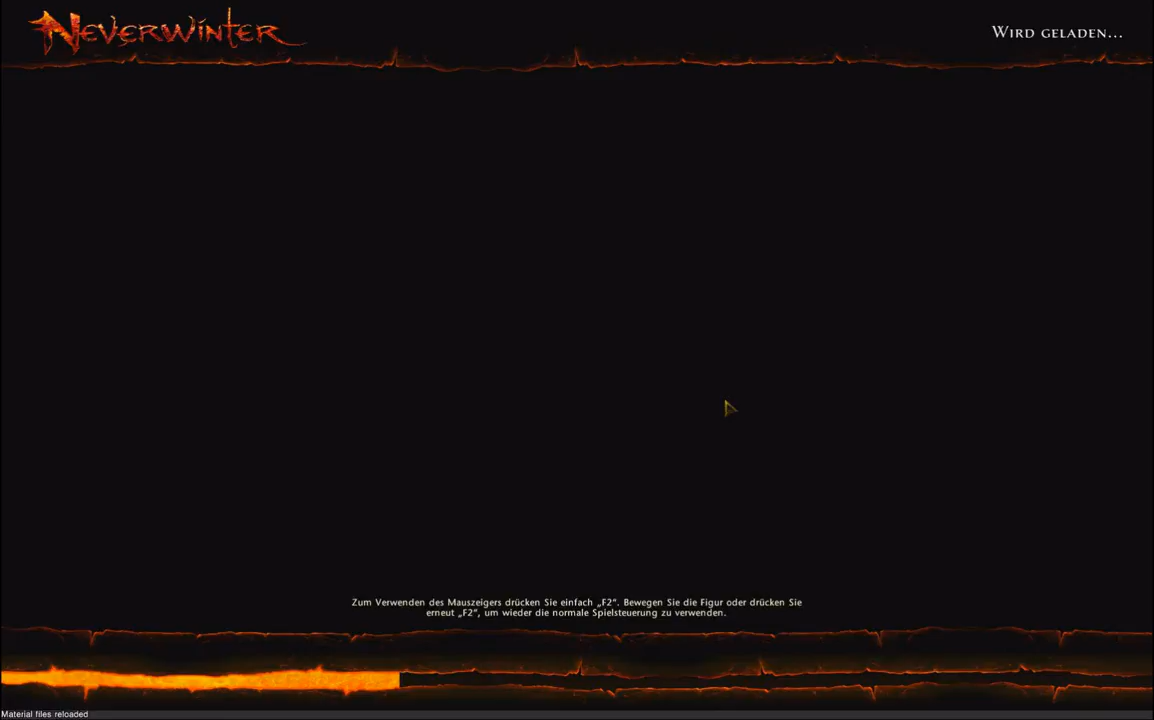 Neverwinter
Wird geladen...
Zum Verwenden des Mauszeigers drücken Sie einfach „F2“. Bewegen Sie die Figur oder drücken Sie
erneut „F2“, um wieder die normale Spielsteuerung zu verwenden.
Material files reloaded